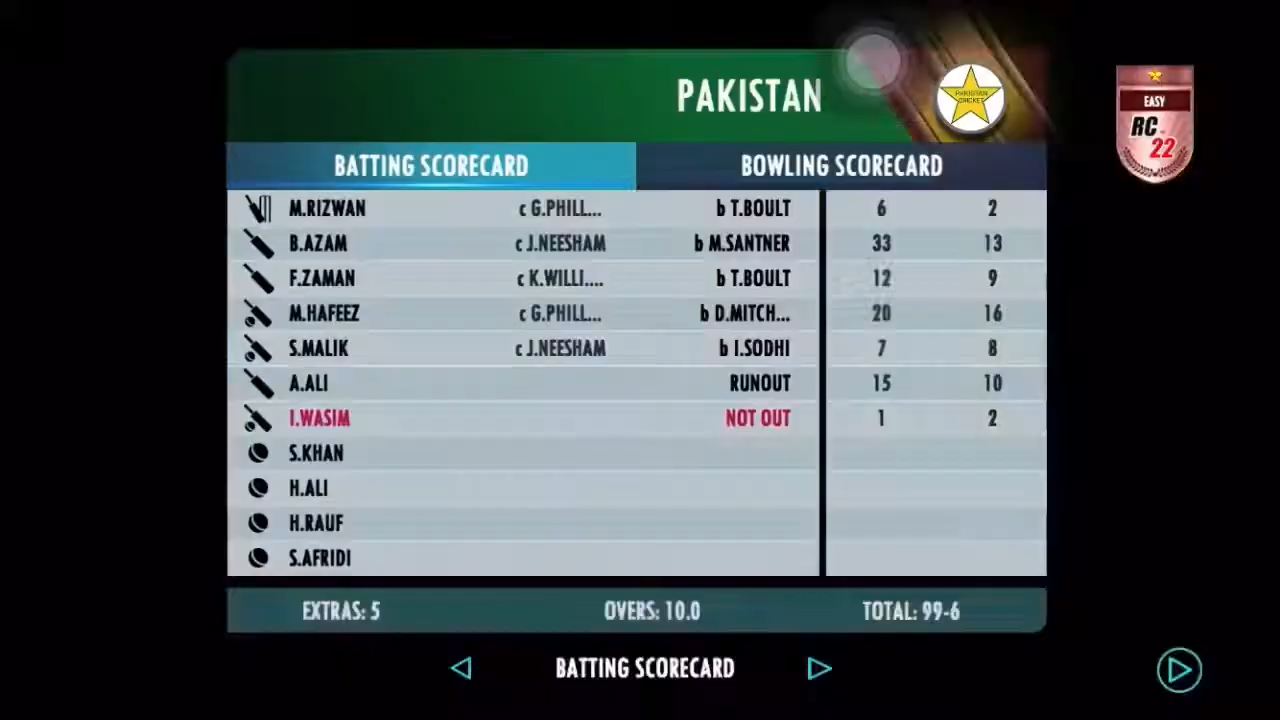 PAKISTAN
PAKISTAN
CRICKET
EASY
RC
22
BATTING SCORECARD BOWLING SCORECARD
M.RIZWAN c G.PHILL... b T.BOULT 6 2
B.AZAM c J.NEESHAM b M.SANTNER 33 13
F.ZAMAN c K.WILLI.... b T.BOULT 12 9
M.HAFEEZ c G.PHILL... b D.MITCH... 20 16
S.MALIK c J.NEESHAM b I.SODHI 7 8
A.ALI RUNOUT 15 10
I.WASIM NOT OUT 1 2
S.KHAN
H.ALI
H.RAUF
S.AFRIDI
EXTRAS: 5 OVERS: 10.0 TOTAL: 99-6
BATTING SCORECARD